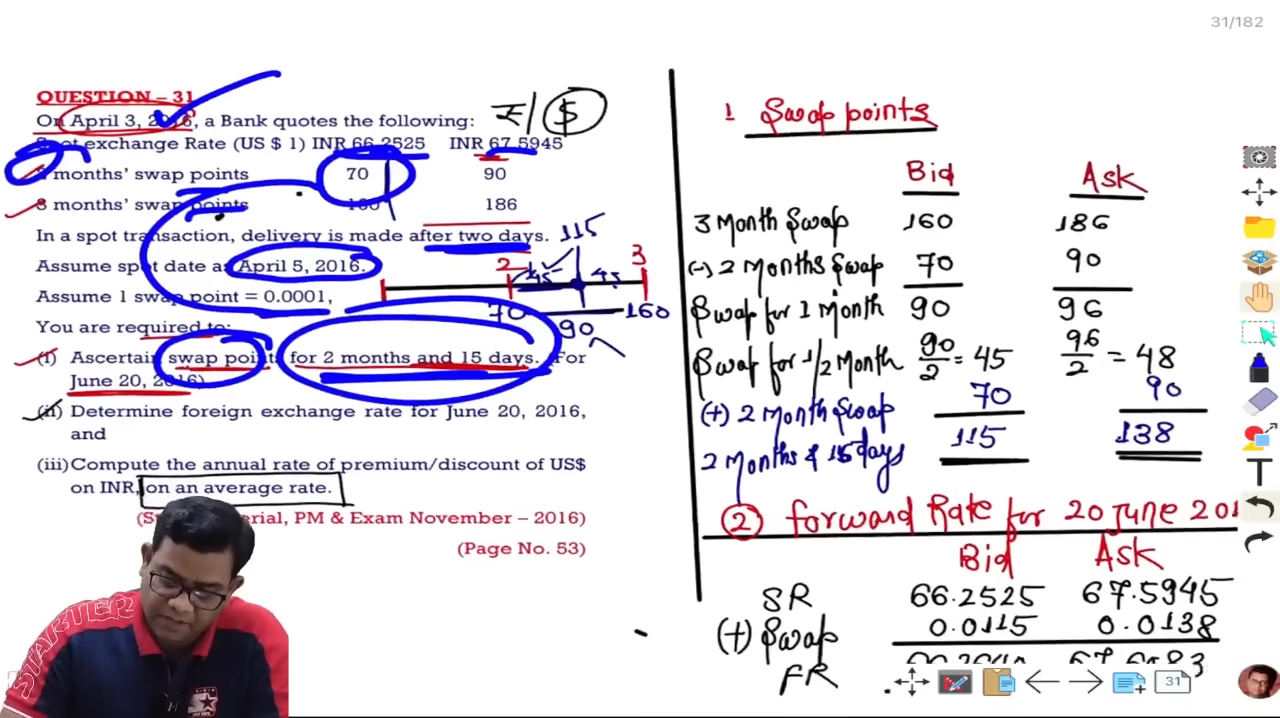 31/182
QUESTION – 31
On April 3, 2016, a Bank quotes the following:
₹/$
exchange Rate (US $ 1) INR 66.2525 INR 67.5945
months' swap points 70 90
3 months' swap points 160 186
In a spot transaction, delivery is made after two days.
Assume spot date as April 5, 2016.
Assume 1 swap point = 0.0001,
You are required to:
(i) Ascertain swap points for 2 months and 15 days. (For
June 20, 2016)
(ii) Determine foreign exchange rate for June 20, 2016,
and
(iii) Compute the annual rate of premium/discount of US$
on INR, on an average rate.
PM & Exam November – 2016)
(Page No. 53)
115
2 3
45 45
70 160
90
1 Swap points
Bid Ask
3 Month Swap 160 186
(-) 2 Months Swap 70 90
Swap for 1 Month 90 96
Swap for 1/2 Month 90/2 = 45 96/2 = 48
(+) 2 Month Swap 70 90
2 Months & 15 days 115 138
2 Forward Rate for 20 June
Bid Ask
SR 66.2525 67.5945
(+) Swap 0.0115 0.0138
FR
STARTER
T
31